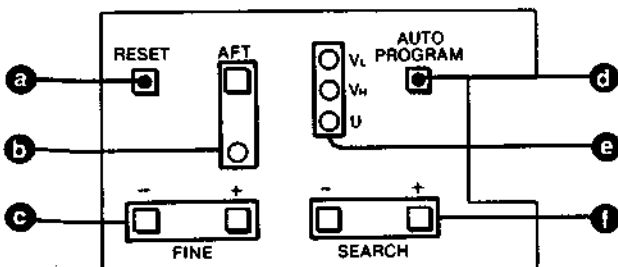 RESET
AFT
AUTO
PROGRAM
VL
VH
U
a
b
c
d
e
f
- +
FINE
- +
SEARCH